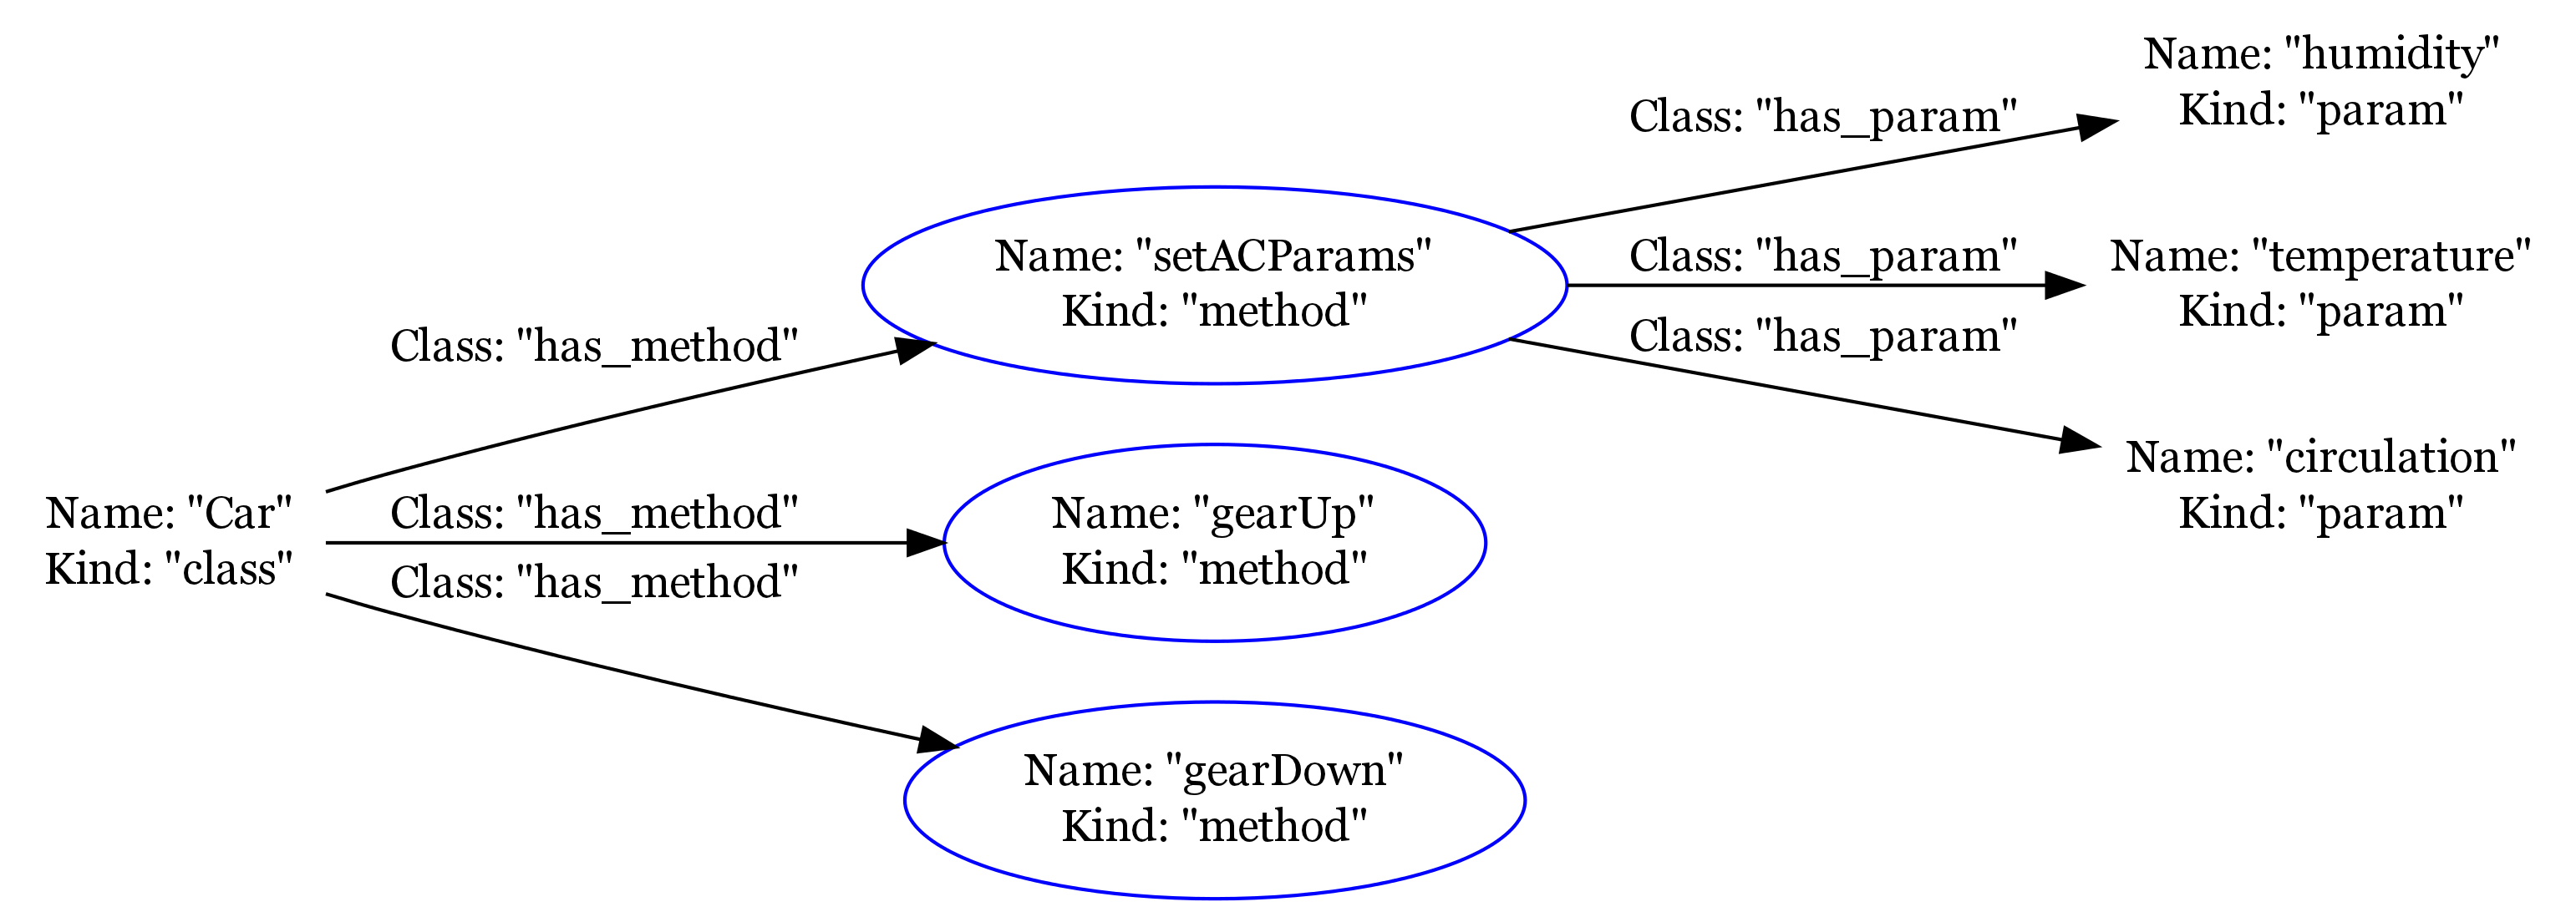 Name: "Car"
Kind: "class"
Class: "has_method"
Class: "has_method"
Class: "has_method"
Name: "setACParams"
Kind: "method"
Name: "gearUp"
Kind: "method"
Name: "gearDown"
Kind: "method"
Class: "has_param"
Class: "has_param"
Class: "has_param"
Name: "humidity"
Kind: "param"
Name: "temperature"
Kind: "param"
Name: "circulation"
Kind: "param"